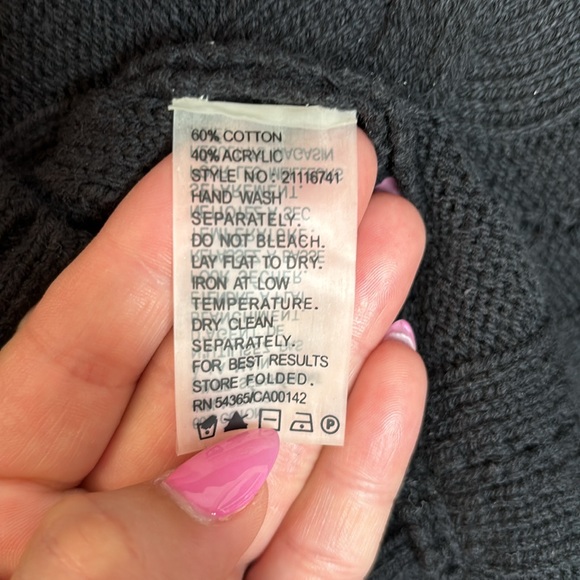 60% COTTON
40% ACRYLIC
STYLE NO: 21116741
HAND WASH
SEPARATELY.
DO NOT BLEACH.
LAY FLAT TO DRY.
IRON AT LOW
TEMPERATURE.
DRY CLEAN
SEPARATELY.
FOR BEST RESULTS
STORE FOLDED.
RN 54365/CA00142
P